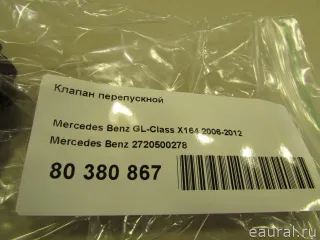 Клапан перепускной
Mercedes Benz GL-Class X164 2006-2012
Mercedes Benz 2720500278
80 380 867
© eaural.ru